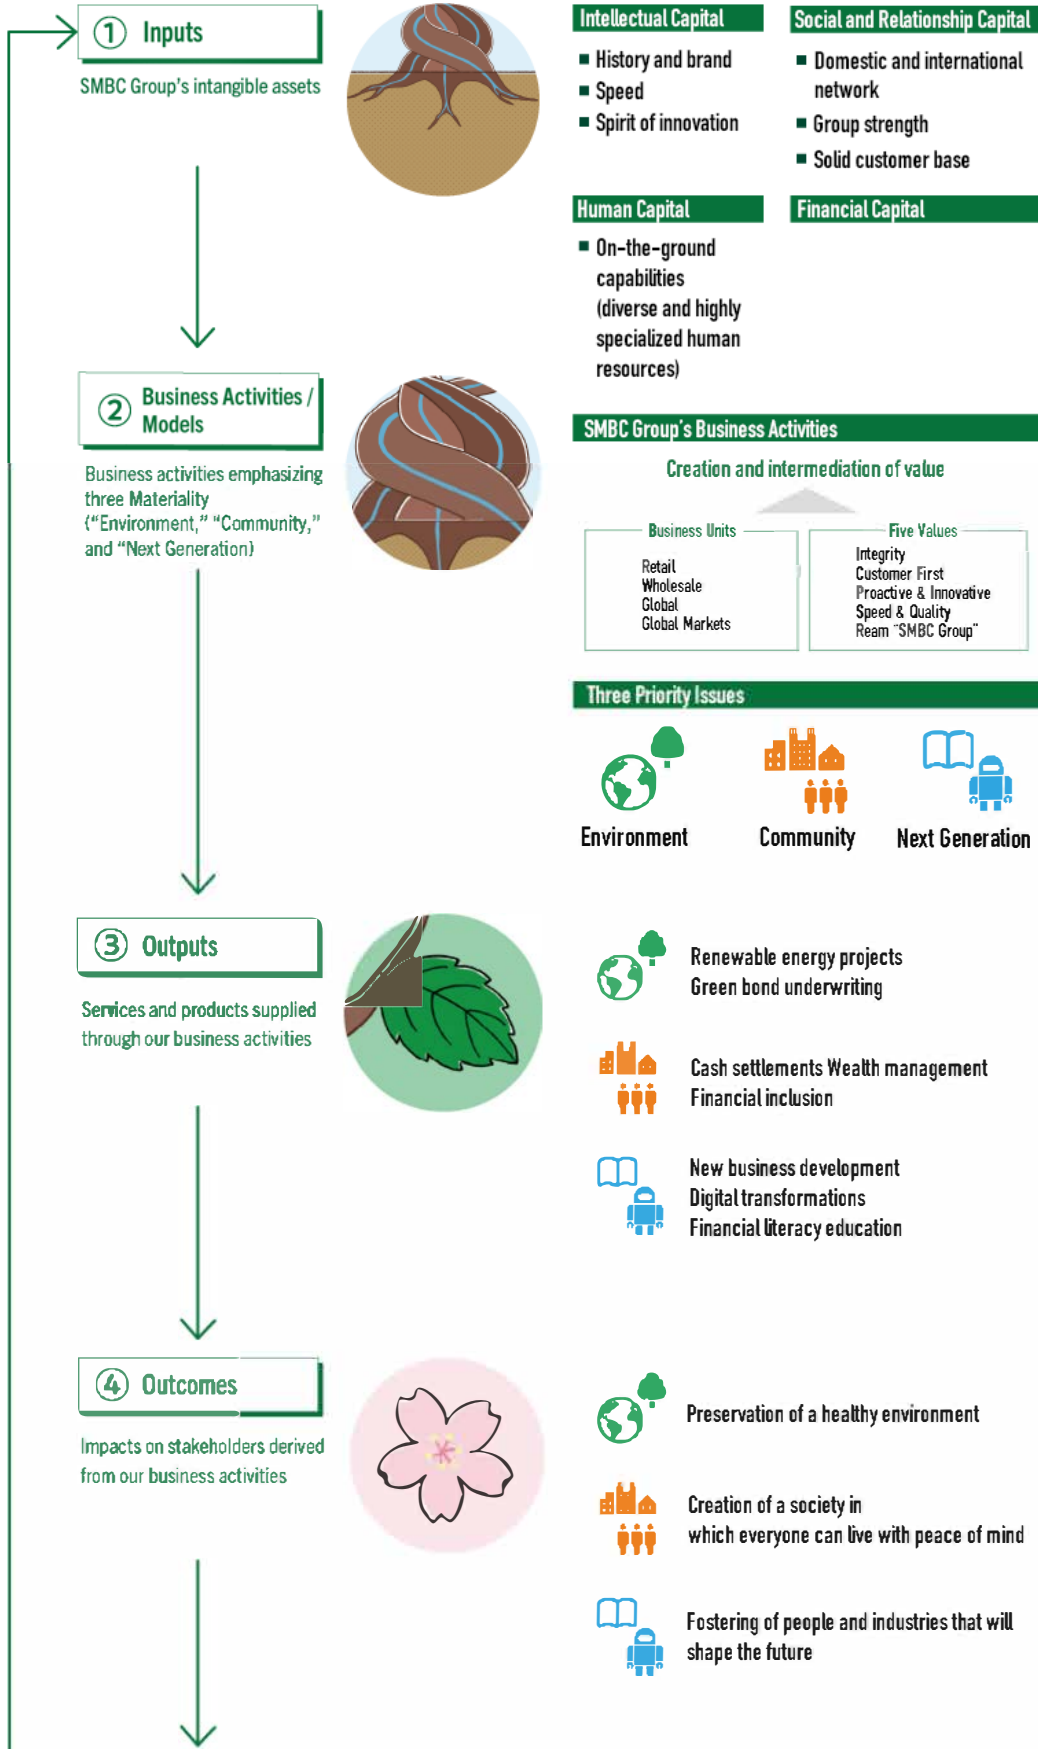 ① Inputs
SMBC Group's intangible assets
Intellectual Capital
■ History and brand
■ Speed
■ Spirit of innovation
Social and Relationship Capital
■ Domestic and international
network
■ Group strength
■ Solid customer base
Human Capital
■ On-the-ground
capabilities
(diverse and highly
specialized human
resources)
Financial Capital
② Business Activities /
Models
Business activities emphasizing
three Materiality
("Environment," "Community,"
and "Next Generation)
SMBC Group's Business Activities
Creation and intermediation of value
Business Units
Retail
Wholesale
Global
Global Markets
Five Values
Integrity
Customer First
Proactive & Innovative
Speed & Quality
Ream "SMBC Group"
Three Priority Issues
Environment
Community
Next Generation
③ Outputs
Services and products supplied
through our business activities
Renewable energy projects
Green bond underwriting
Cash settlements Wealth management
Financial inclusion
New business development
Digital transformations
Financial literacy education
④ Outcomes
Impacts on stakeholders derived
from our business activities
Preservation of a healthy environment
Creation of a society in
which everyone can live with peace of mind
Fostering of people and industries that will
shape the future